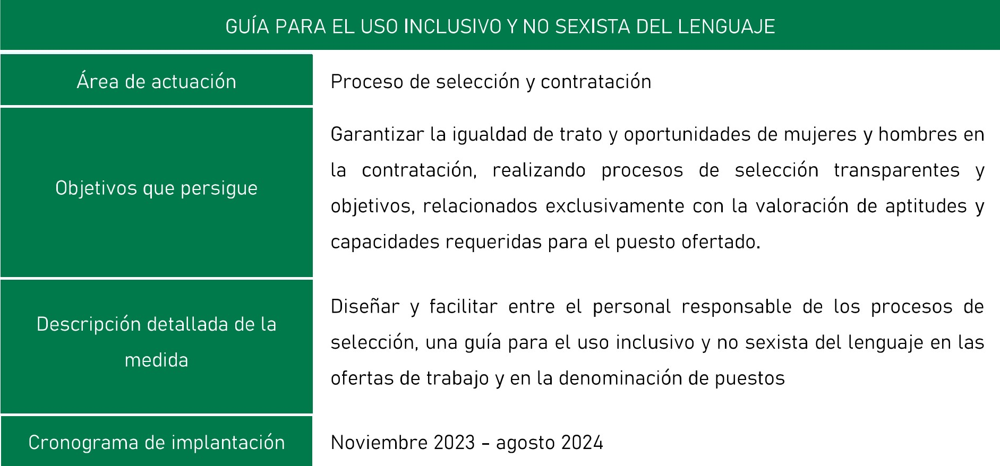 GUÍA PARA EL USO INCLUSIVO Y NO SEXISTA DEL LENGUAJE
Área de actuación
Proceso de selección y contratación
Objetivos que persigue
Garantizar la igualdad de trato y oportunidades de mujeres y hombres en
la contratación, realizando procesos de selección transparentes y
objetivos, relacionados exclusivamente con la valoración de aptitudes y
capacidades requeridas para el puesto ofertado.
Descripción detallada de la
medida
Diseñar y facilitar entre el personal responsable de los procesos de
selección, una guía para el uso inclusivo y no sexista del lenguaje en las
ofertas de trabajo y en la denominación de puestos
Cronograma de implantación
Noviembre 2023 – agosto 2024